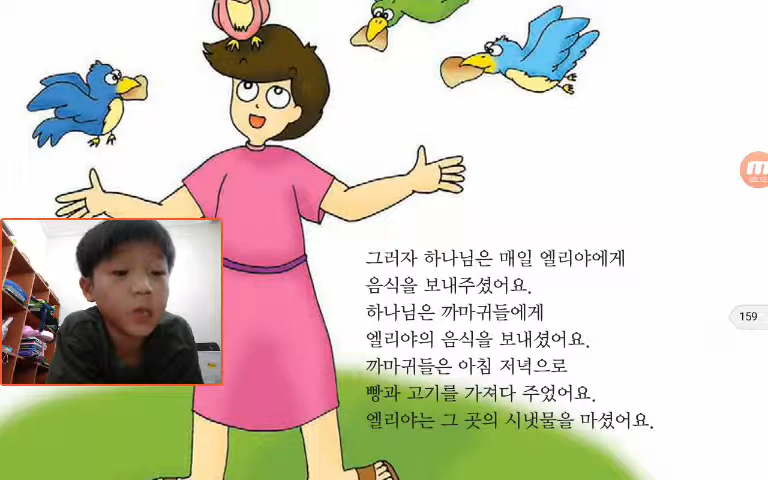 그러자 하나님은 매일 엘리야에게
음식을 보내주셨어요.
하나님은 까마귀들에게
엘리야의 음식을 보내셨어요.
까마귀들은 아침 저녁으로
빵과 고기를 가져다 주었어요.
엘리야는 그 곳의 시냇물을 마셨어요.
159